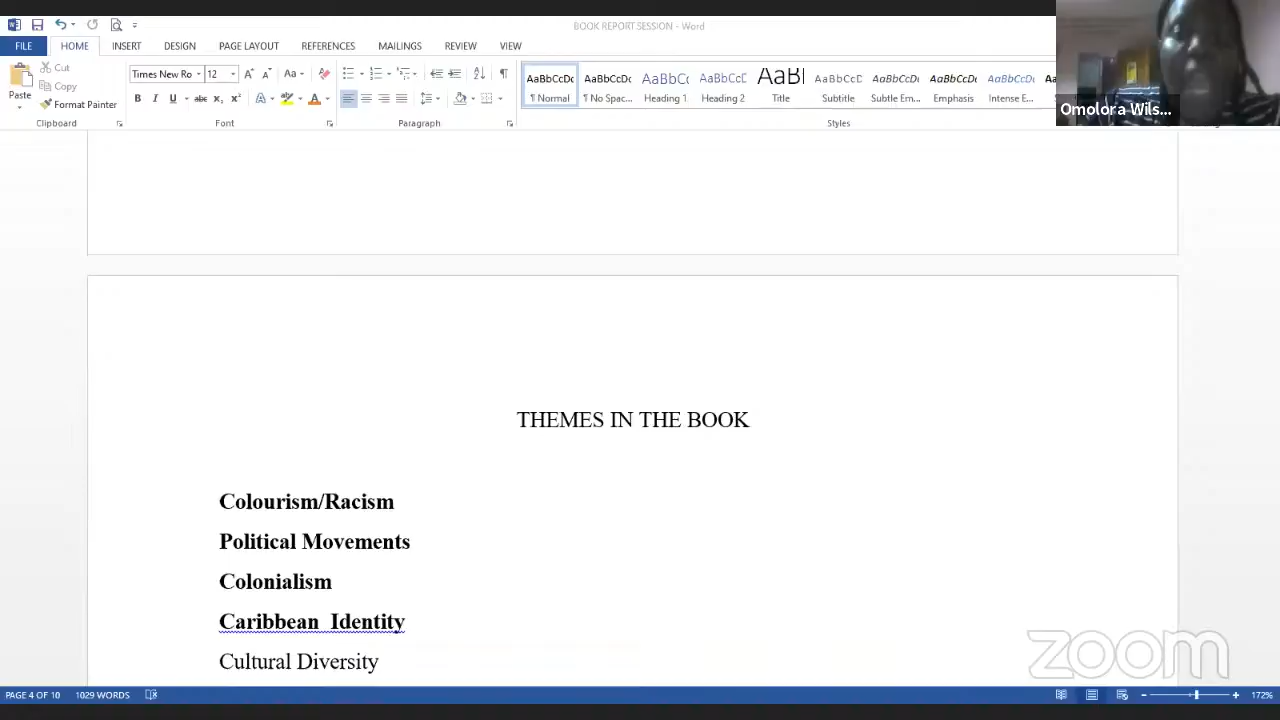 BOOK REPORT SESSION - Word
FILE HOME INSERT DESIGN PAGE LAYOUT REFERENCES MAILINGS REVIEW VIEW
Paste
Cut
Copy
Format Painter
Clipboard
Times New Ro 12
Font
Paragraph
AaBbCcDc AaBbCcDc AaBbCc AaBbCcD AaBl AaBbCcD AaBbCcDc AaBbCcDc AaBbCcDc
¶ Normal ¶ No Spac... Heading 1 Heading 2 Title Subtitle Subtle Em... Emphasis Intense E...
Styles
Omolora Wils...
THEMES IN THE BOOK
Colourism/Racism
Political Movements
Colonialism
Caribbean  Identity
Cultural Diversity
zoom
PAGE 4 OF 10 1029 WORDS
172%